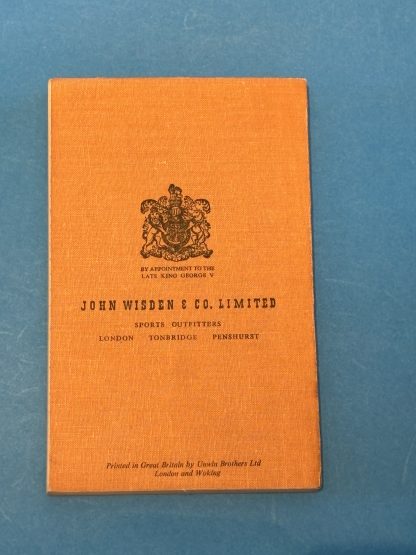 BY APPOINTMENT TO THE
LATE KING GEORGE V
JOHN WISDEN & CO. LIMITED
SPORTS OUTFITTERS
LONDON TONBRIDGE PENSHURST
Printed in Great Britain by Unwin Brothers Ltd
London and Woking